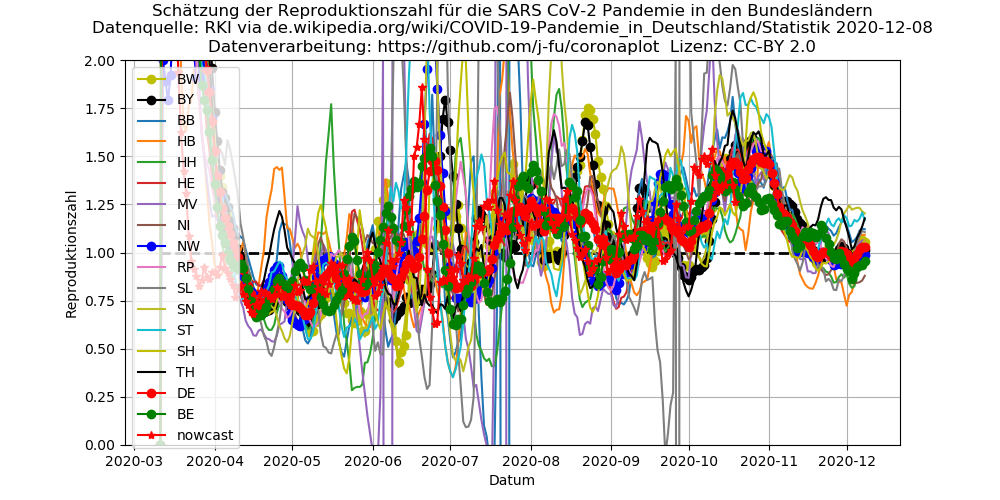 Schätzung der Reproduktionszahl für die SARS CoV-2 Pandemie in den Bundesländern
Datenquelle: RKI via de.wikipedia.org/wiki/COVID-19-Pandemie_in_Deutschland/Statistik 2020-12-08
Datenverarbeitung: https://github.com/j-fu/coronaplot  Lizenz: CC-BY 2.0
Reproduktionszahl
2.00
1.75
1.50
1.25
1.00
0.75
0.50
0.25
0.00
BW
BY
BB
HB
HH
HE
MV
NI
NW
RP
SL
SN
ST
SH
TH
DE
BE
nowcast
2020-03 2020-04 2020-05 2020-06 2020-07 2020-08 2020-09 2020-10 2020-11 2020-12
Datum